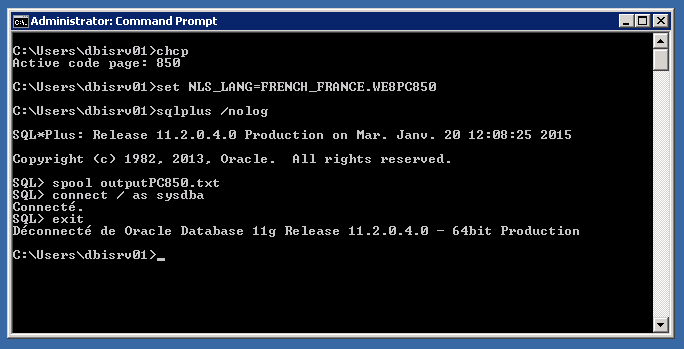 Administrator: Command Prompt
C:\Users\dbisrv01>chcp
Active code page: 850
C:\Users\dbisrv01>set NLS_LANG=FRENCH_FRANCE.WE8PC850
C:\Users\dbisrv01>sqlplus /nolog
SQL*Plus: Release 11.2.0.4.0 Production on Mar. Janv. 20 12:08:25 2015
Copyright (c) 1982, 2013, Oracle.  All rights reserved.
SQL> spool outputPC850.txt
SQL> connect / as sysdba
Connecté.
SQL> exit
Déconnecté de Oracle Database 11g Release 11.2.0.4.0 - 64bit Production
C:\Users\dbisrv01>_